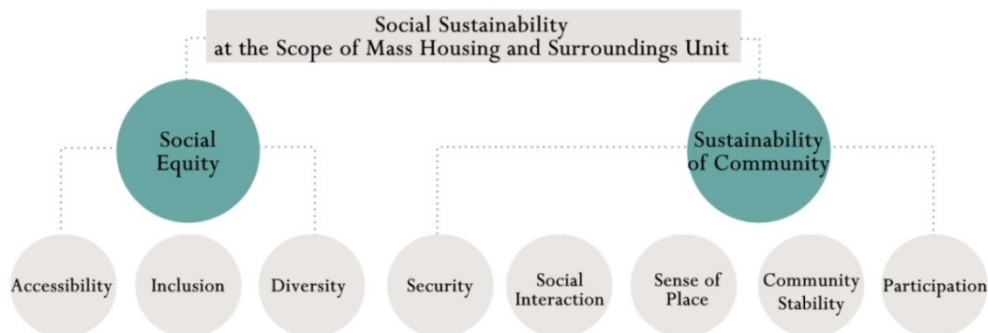 Social Sustainability
at the Scope of Mass Housing and Surroundings Unit
Social
Equity
Sustainability
of Community
Accessibility
Inclusion
Diversity
Security
Social
Interaction
Sense of
Place
Community
Stability
Participation